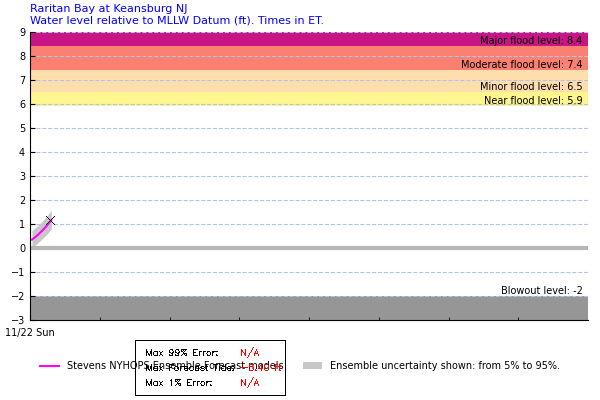 Raritan Bay at Keansburg NJ
Water level relative to MLLW Datum (ft). Times in ET.
9
Major flood level: 8.4
8
Moderate flood level: 7.4
7
Minor flood level: 6.5
Near flood level: 5.9
6
5
4
3
2
1
0
−1
Blowout level: -2
−2
−3
11/22 Sun
Max 99% Error: N/A
Stevens NYHOPS Ensemble Forecast models
Max Forecast Tide:
Ensemble uncertainty shown: from 5% to 95%.
Max 1% Error: N/A